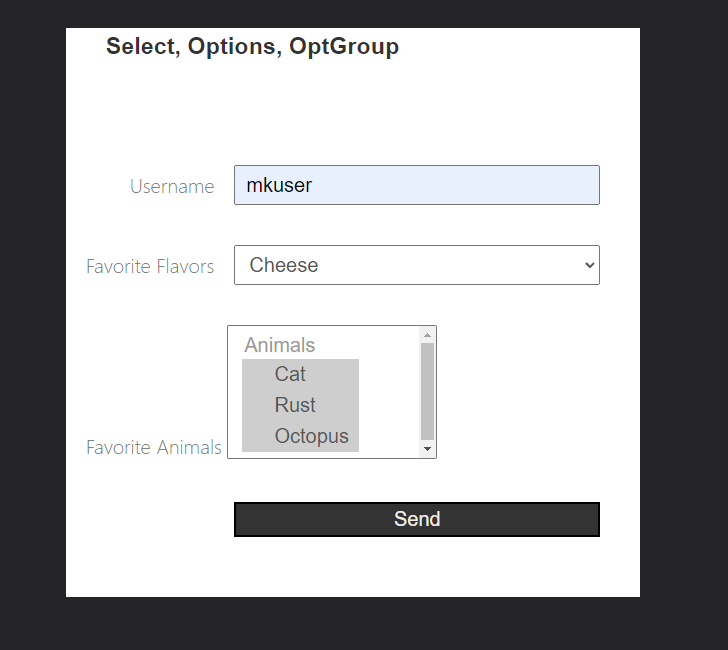 Select, Options, OptGroup
Username mkuser
Favorite Flavors Cheese
Animals
Cat
Rust
Octopus
Favorite Animals
Send